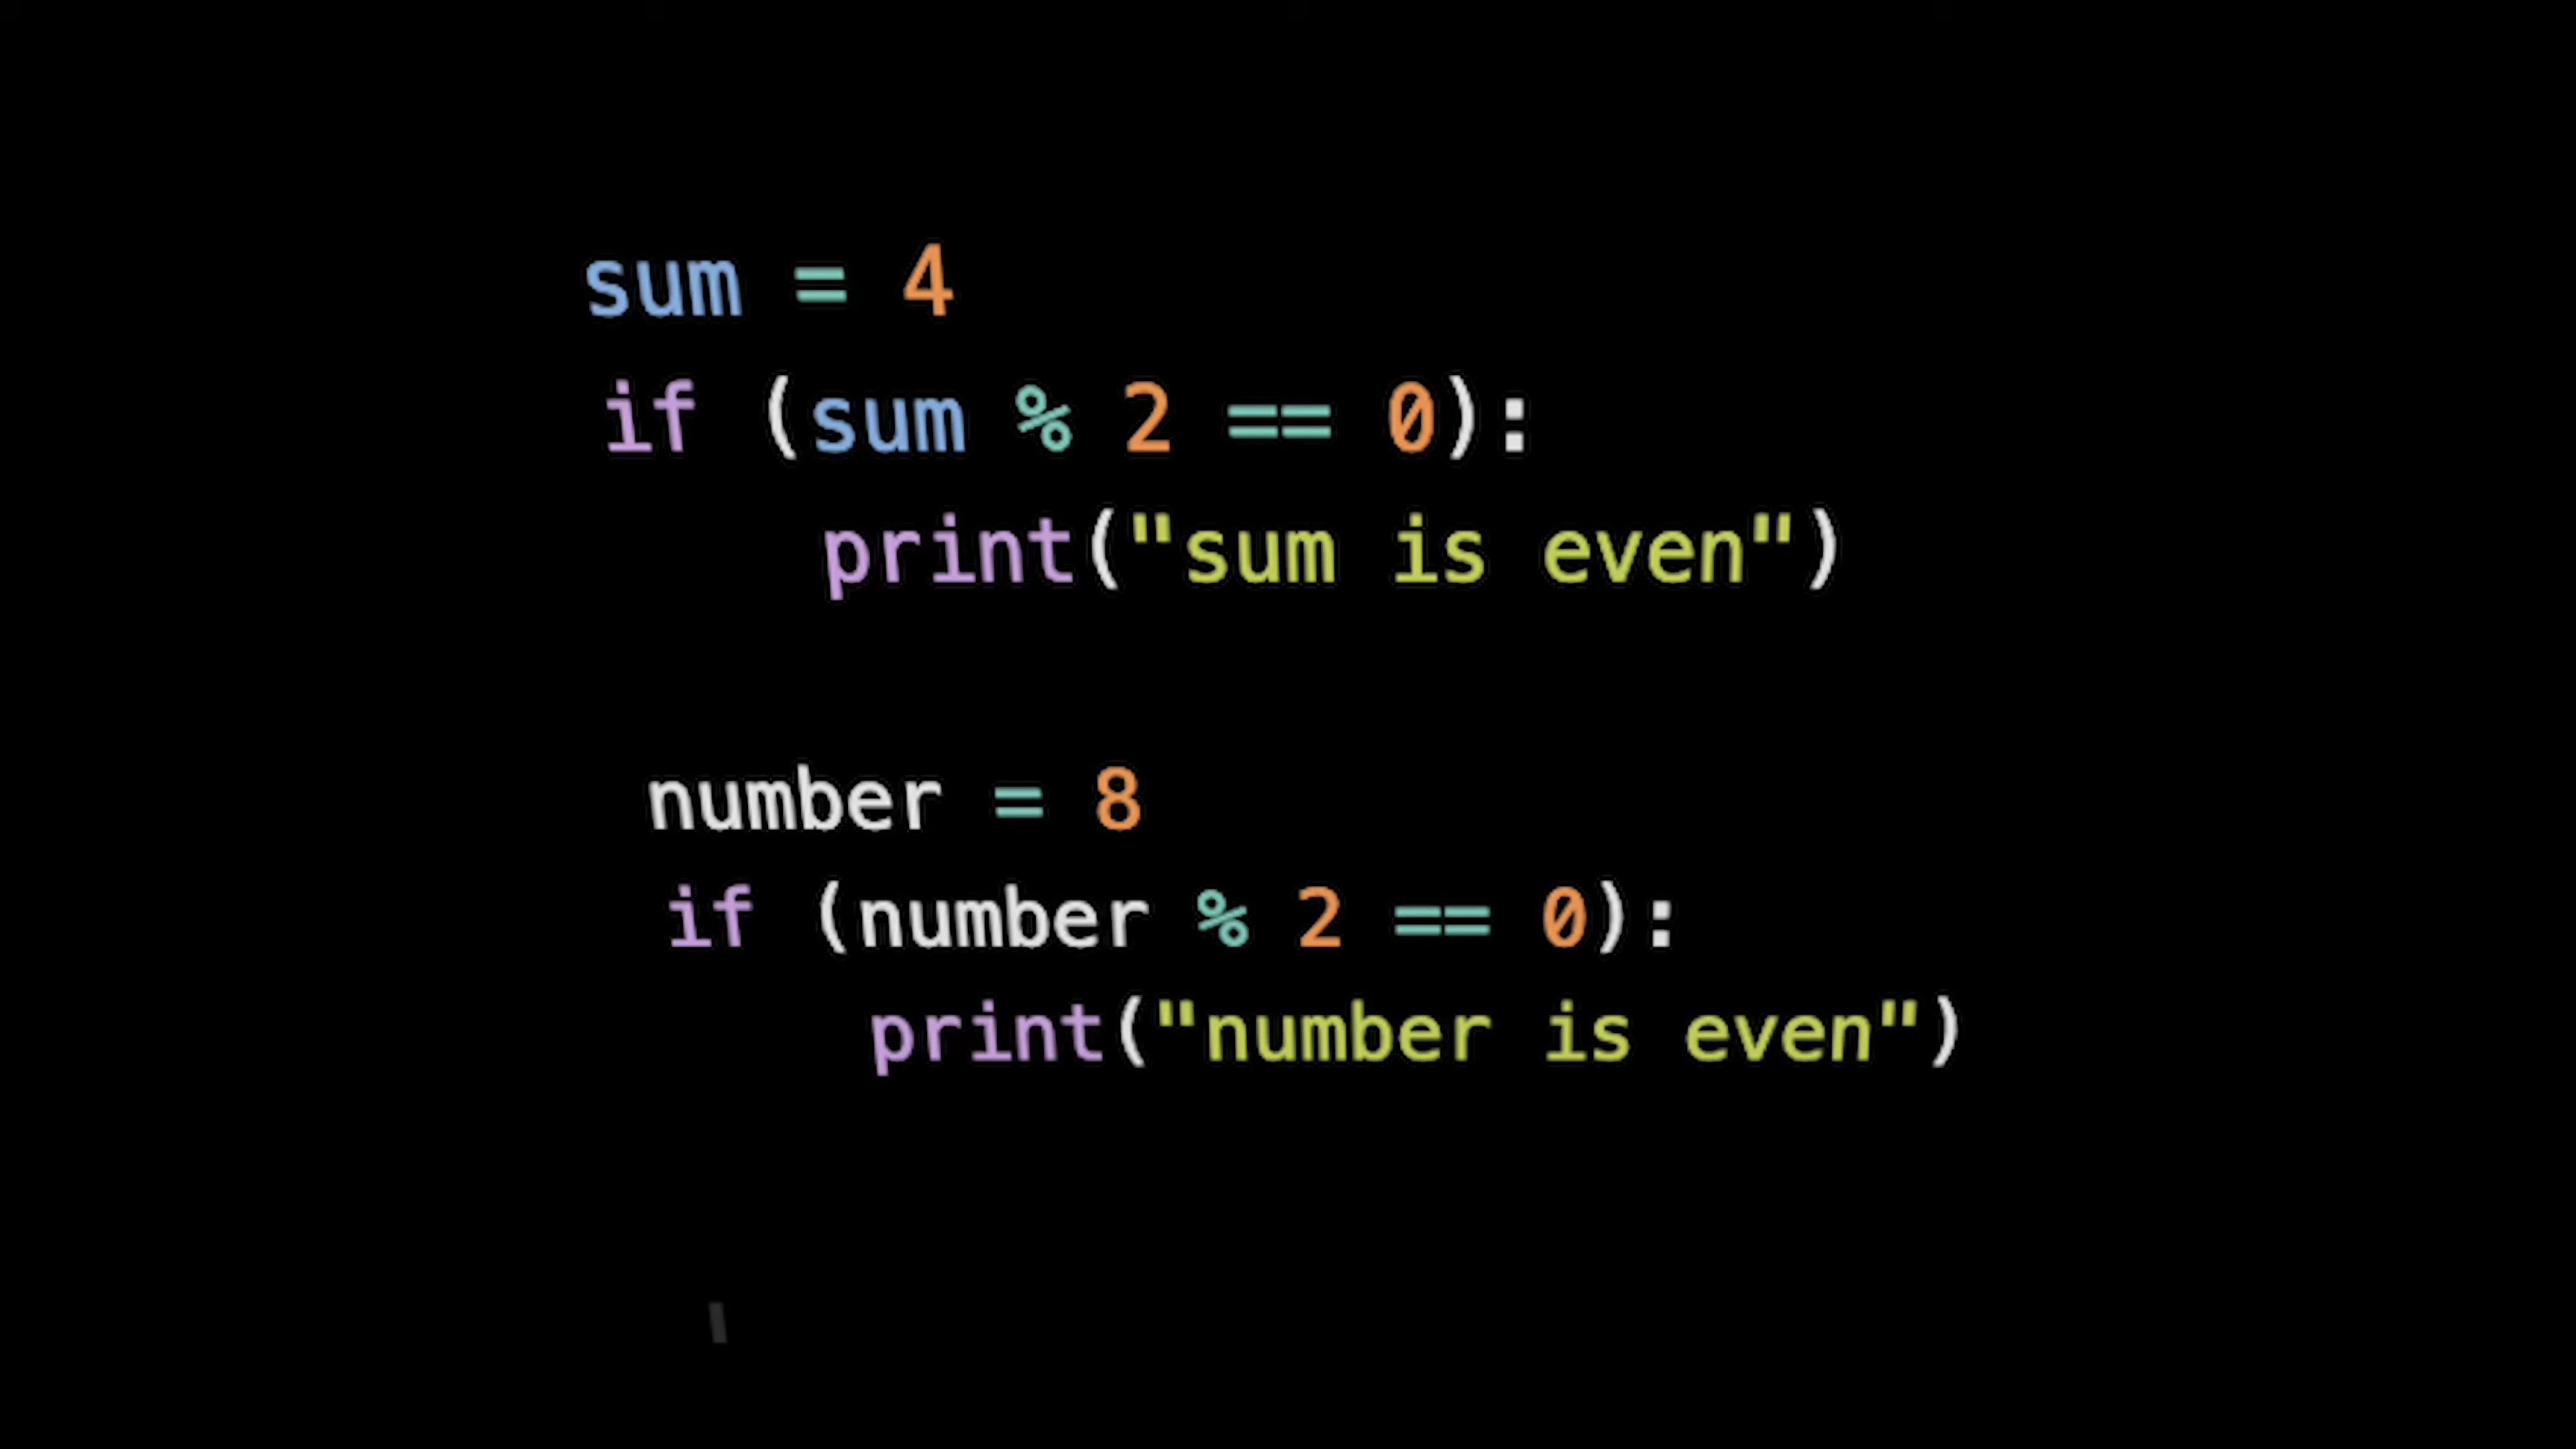 sum = 4
if (sum % 2 == 0):
    print("sum is even")
number = 8
if (number % 2 == 0):
    print("number is even")